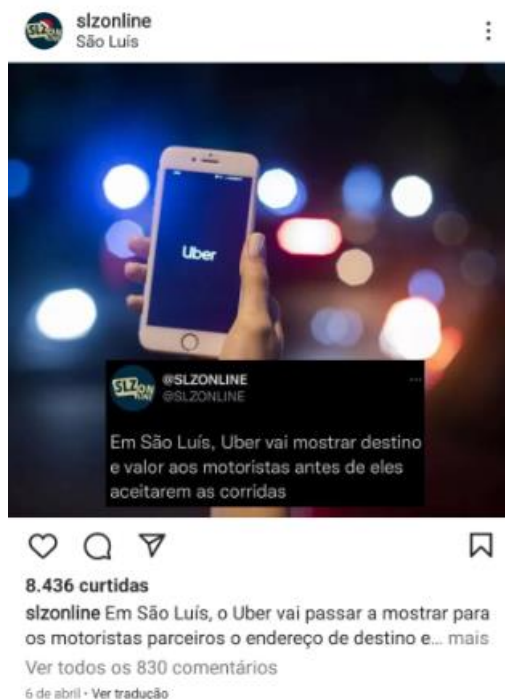 slzonline
São Luís
Uber
@SLZONLINE
@SLZONLINE
Em São Luís, Uber vai mostrar destino
e valor aos motoristas antes de eles
aceitarem as corridas
8.436 curtidas
slzonline Em São Luís, o Uber vai passar a mostrar para
os motoristas parceiros o endereço de destino e... mais
Ver todos os 830 comentários
6 de abril · Ver tradução